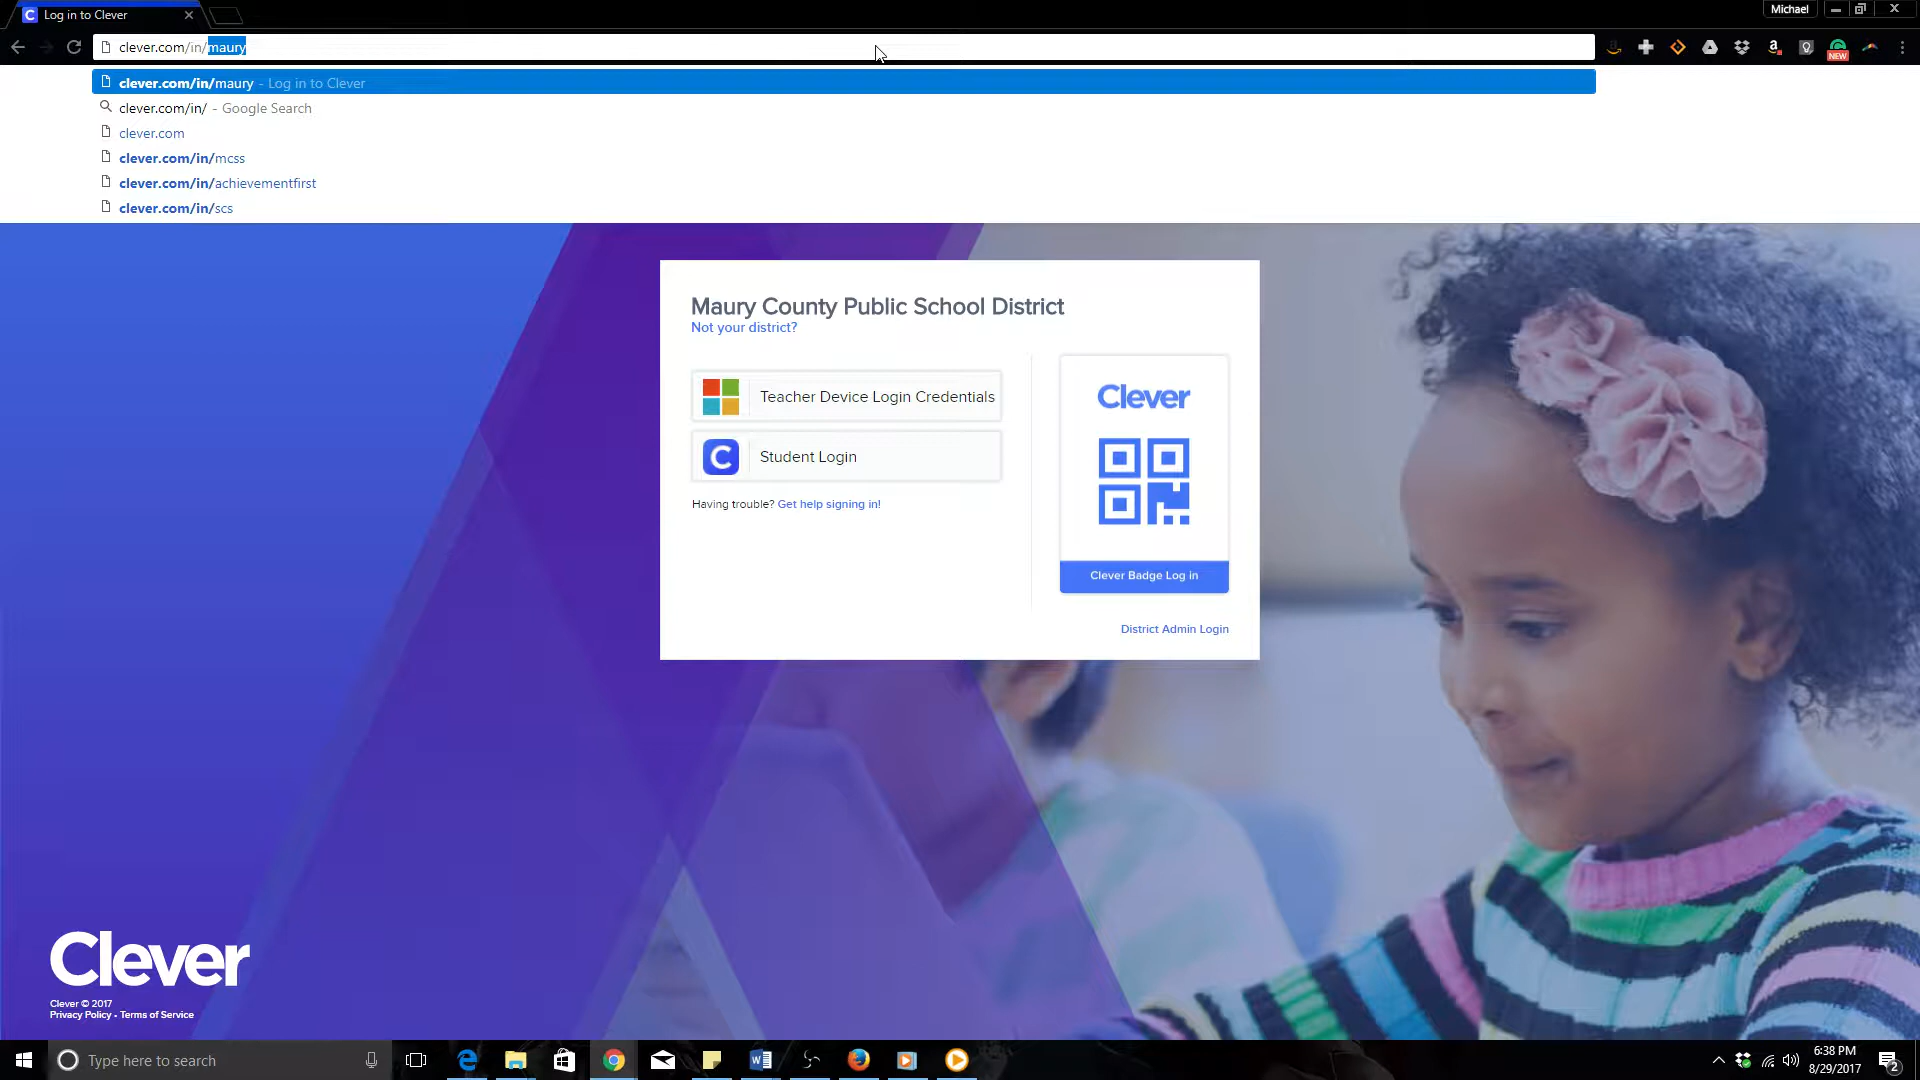 Log in to Clever
Michael
clever.com/in/maury
NEW
clever.com/in/maury - Log in to Clever
clever.com/in/ - Google Search
clever.com
clever.com/in/mcss
clever.com/in/achievementfirst
clever.com/in/scs
Maury County Public School District
Not your district?
Teacher Device Login Credentials
Student Login
Having trouble? Get help signing in!
Clever
Clever Badge Log in
District Admin Login
Clever
Clever © 2017
Privacy Policy • Terms of Service
Type here to search
6:38 PM
8/29/2017
2